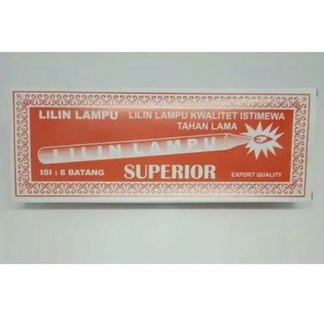 LILIN LAMPU
LILIN LAMPU KWALITET ISTIMEWA
TAHAN LAMA
LILIN LAMPU
ISI : 6 BATANG
SUPERIOR
EXPORT QUALITY